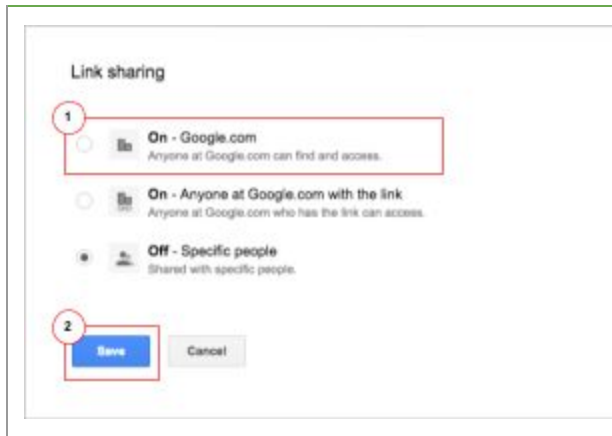 Link sharing
1
On - Google.com
Anyone at Google.com can find and access.
On - Anyone at Google.com with the link
Anyone at Google.com who has the link can access.
Off - Specific people
Shared with specific people.
2
Save Cancel